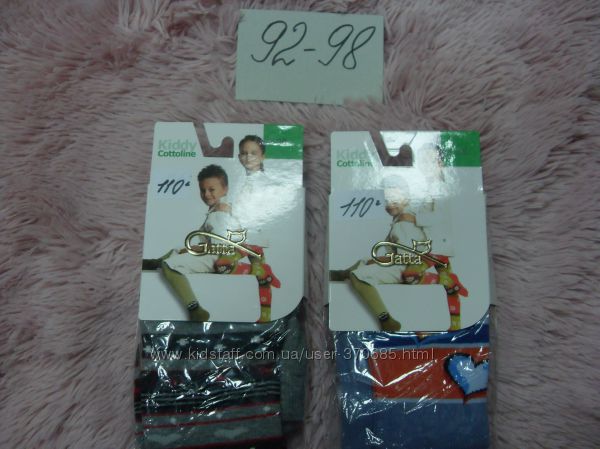 92-98
Kiddy
Cottoline
110
Gatta
Kiddy
Cottoline
110
Gatta
www.kidstaff.com.ua/user-370685.html